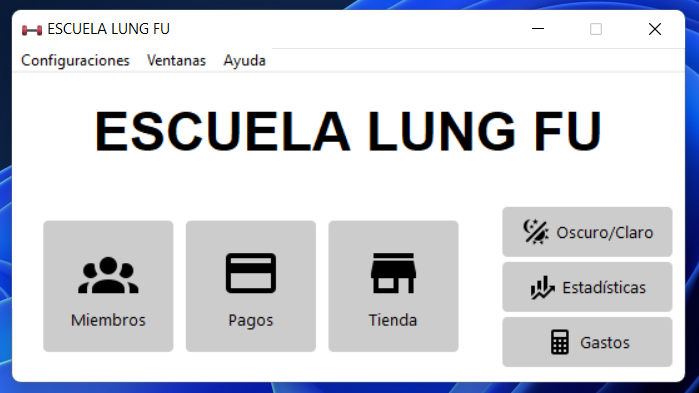 ESCUELA LUNG FU
Configuraciones Ventanas Ayuda
ESCUELA LUNG FU
Miembros
Pagos
Tienda
Oscuro/Claro
Estadísticas
Gastos